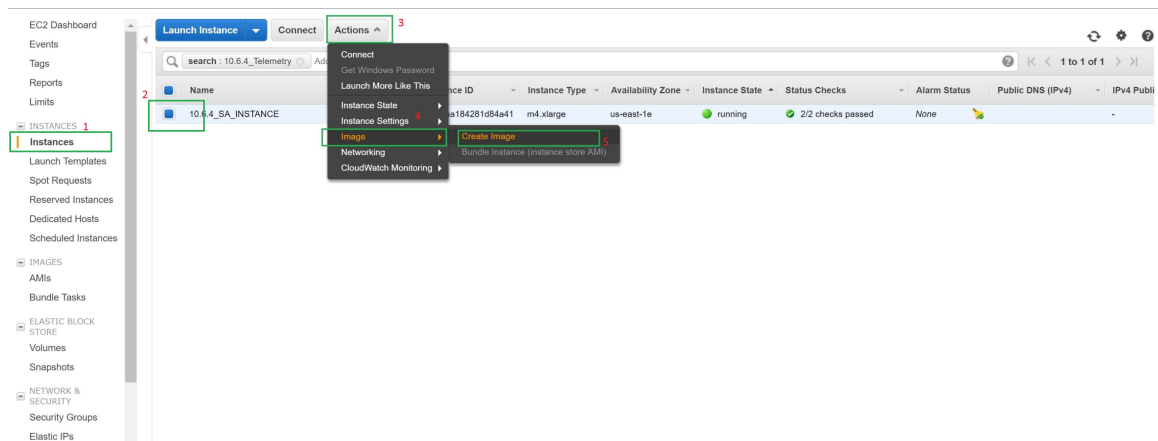 EC2 Dashboard
Events
Tags
Reports
Limits
INSTANCES 1
Instances
Launch Templates
Spot Requests
Reserved Instances
Dedicated Hosts
Scheduled Instances
IMAGES
AMIs
Bundle Tasks
ELASTIC BLOCK
STORE
Volumes
Snapshots
NETWORK &
SECURITY
Security Groups
Elastic IPs
Launch Instance Connect Actions 3
search : 10.6.4_Telemetry Add 1 to 1 of 1
2 Name nce ID Instance Type Availability Zone Instance State Status Checks Alarm Status Public DNS (IPv4) IPv4 Publi
10.6.4_SA_INSTANCE a184281d84a41 m4.xlarge us-east-1e running 2/2 checks passed None -
Connect
Get Windows Password
Launch More Like This
Instance State
Instance Settings 4
Image
Networking
CloudWatch Monitoring
Create Image 5
Bundle Instance (instance store AMI)